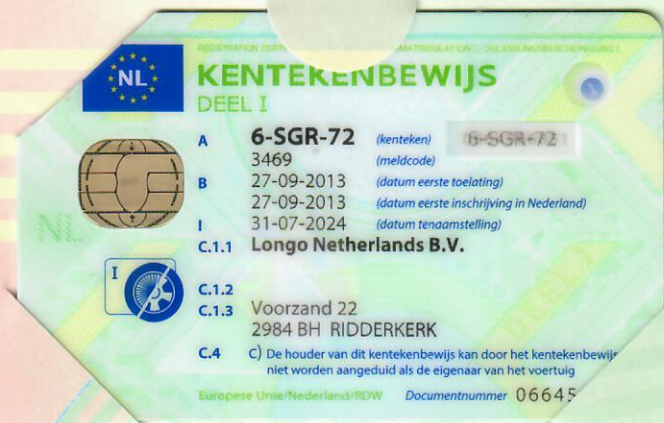 REGISTRATION CERT MATRICULATION ZULASSUNGSBESCHEINIGUNG I
NL
KENTEKENBEWIJS
DEEL I
A 6-SGR-72 (kenteken) 6-SGR-72
3469 (meldcode)
B 27-09-2013 (datum eerste toelating)
27-09-2013 (datum eerste inschrijving in Nederland)
I 31-07-2024 (datum tenaamstelling)
C.1.1 Longo Netherlands B.V.
NL
I
C.1.2
C.1.3 Voorzand 22
2984 BH RIDDERKERK
C.4 C) De houder van dit kentekenbewijs kan door het kentekenbewijs
niet worden aangeduid als de eigenaar van het voertuig
Europese Unie/Nederland/RDW Documentnummer 06645